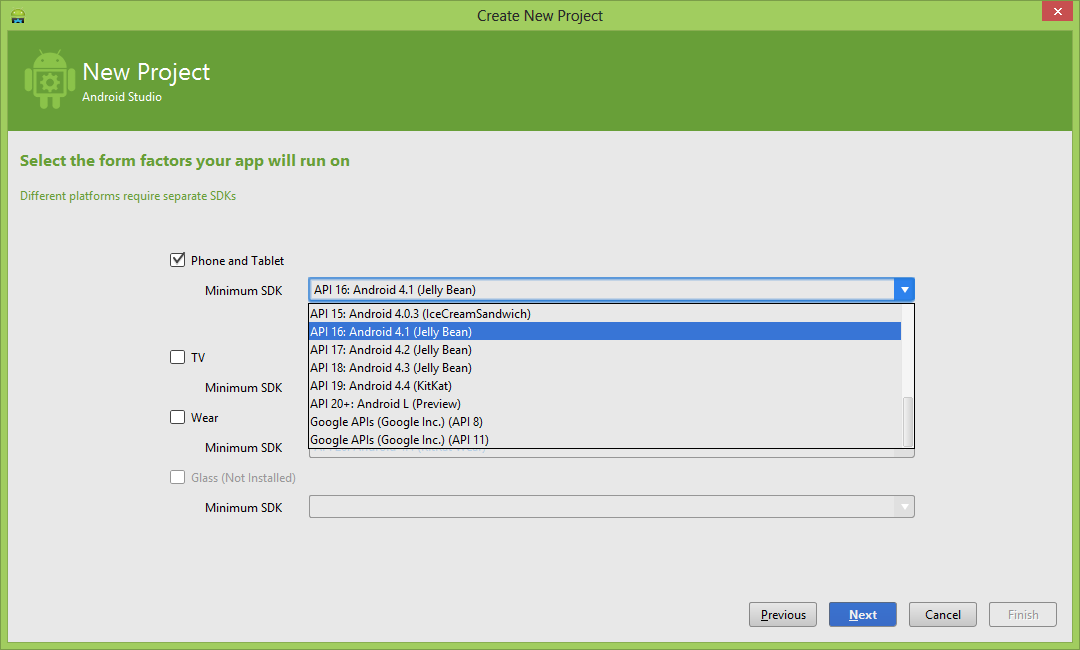 Create New Project
New Project
Android Studio
Select the form factors your app will run on
Different platforms require separate SDKs
Phone and Tablet
Minimum SDK
API 16: Android 4.1 (Jelly Bean)
API 15: Android 4.0.3 (IceCreamSandwich)
API 16: Android 4.1 (Jelly Bean)
API 17: Android 4.2 (Jelly Bean)
API 18: Android 4.3 (Jelly Bean)
API 19: Android 4.4 (KitKat)
API 20+: Android L (Preview)
Google APIs (Google Inc.) (API 8)
Google APIs (Google Inc.) (API 11)
TV
Minimum SDK
Wear
Minimum SDK
Glass (Not Installed)
Minimum SDK
Previous
Next
Cancel
Finish